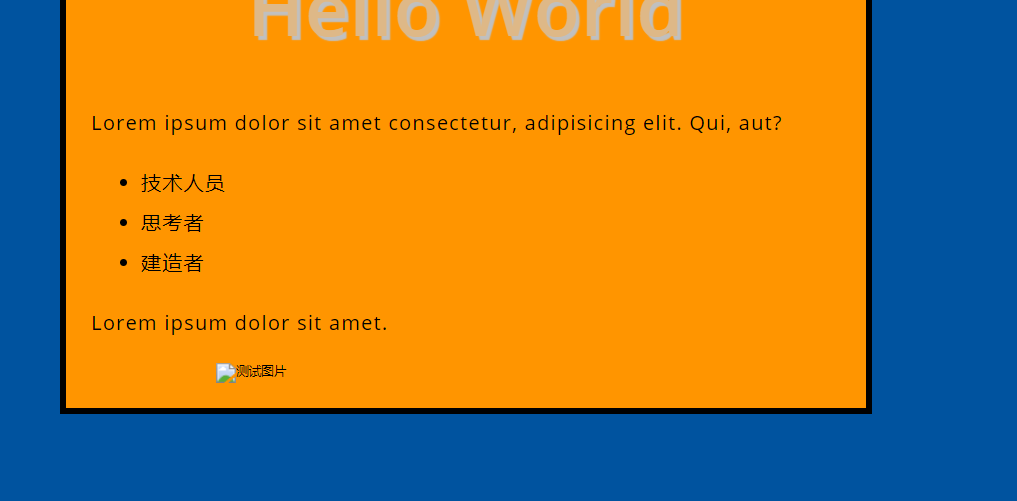 Hello World
Lorem ipsum dolor sit amet consectetur, adipisicing elit. Qui, aut?
技术人员
思考者
建造者
Lorem ipsum dolor sit amet.
测试图片